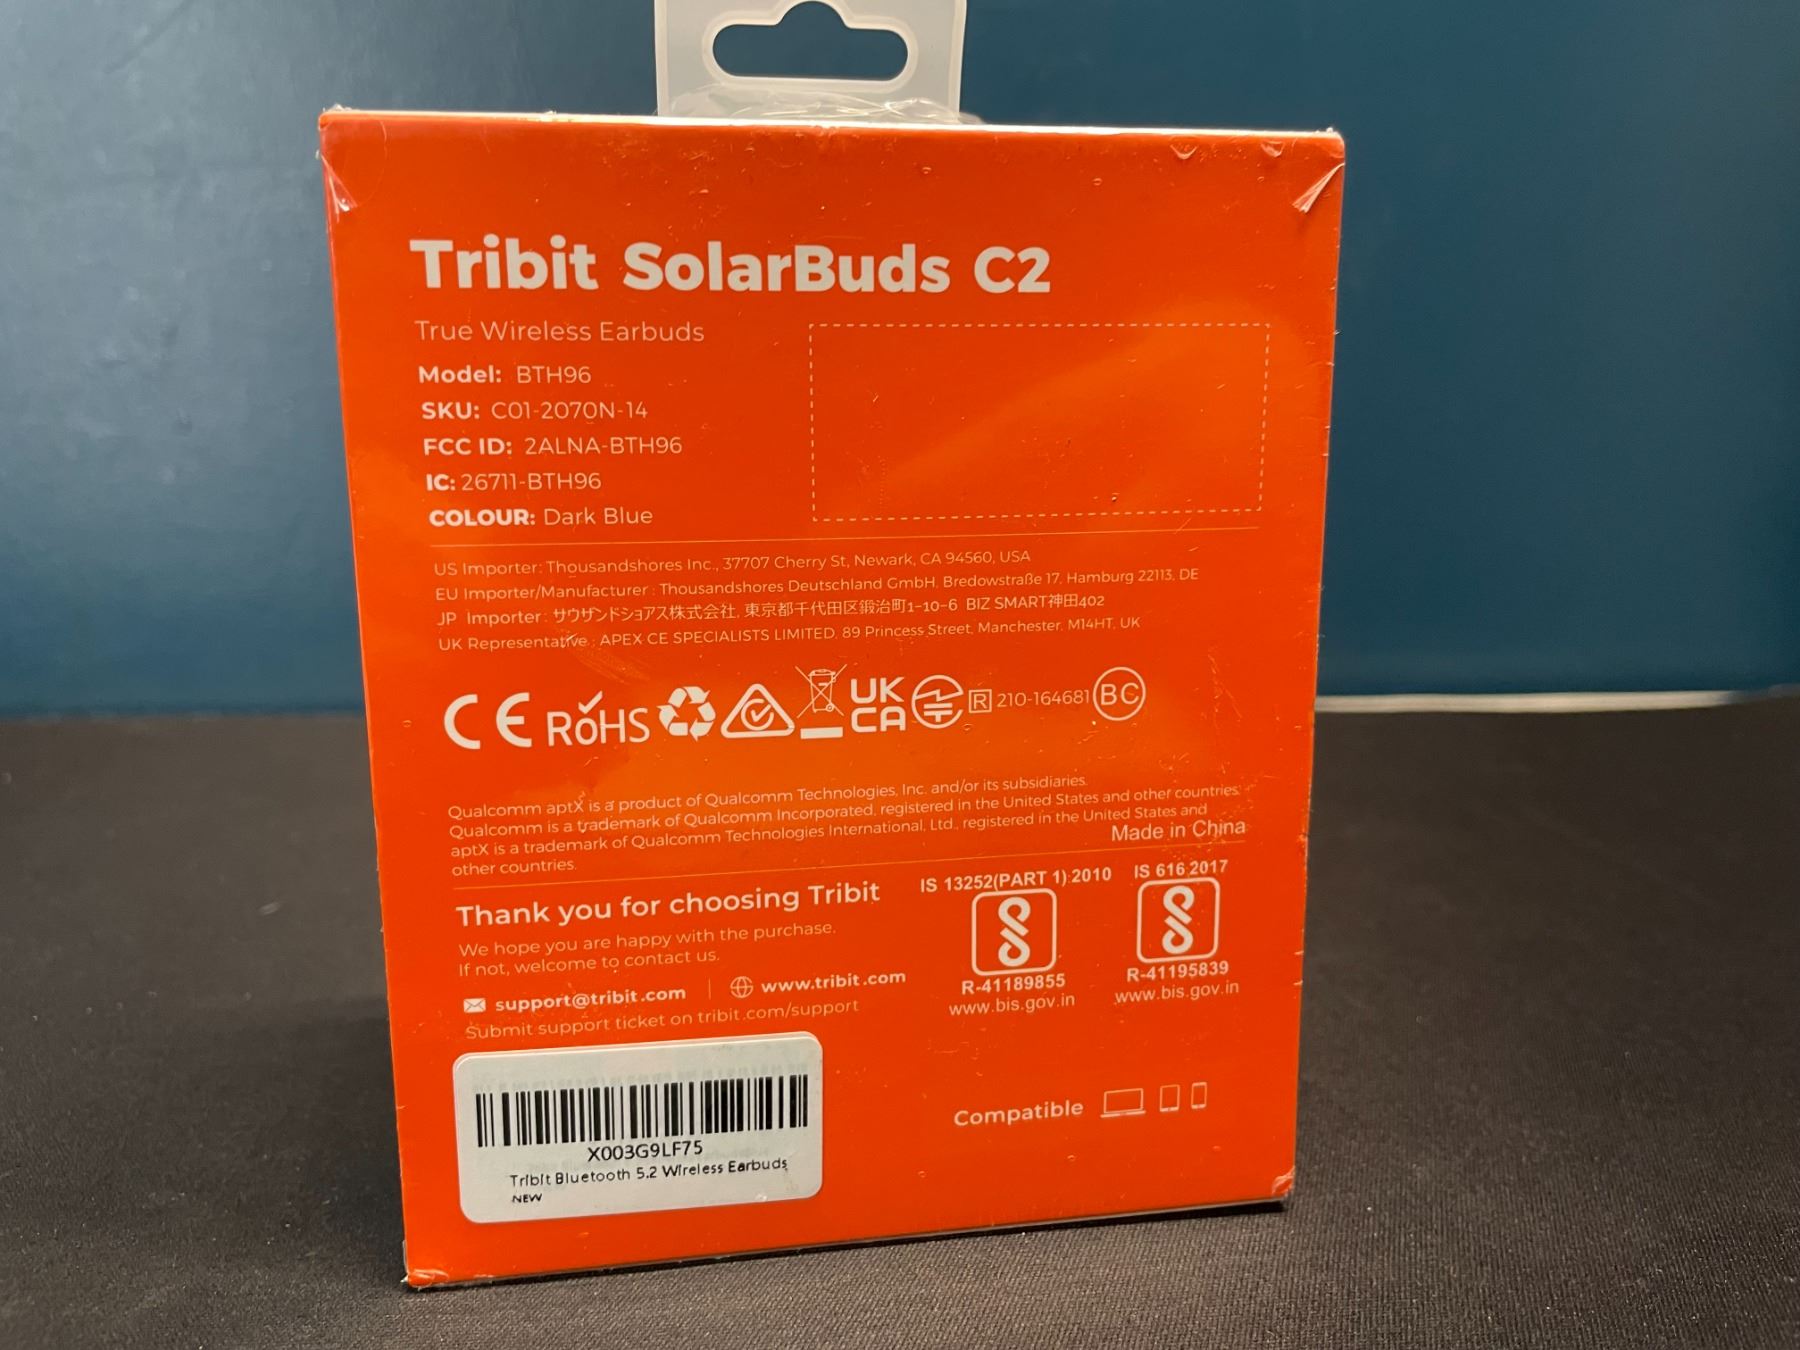 Tribit SolarBuds C2
True Wireless Earbuds
Model: BTH96
SKU: C01-2070N-14
FCC ID: 2ALNA-BTH96
IC: 26711-BTH96
COLOUR: Dark Blue
US Importer: Thousandshores Inc., 37707 Cherry St, Newark, CA 94560, USA
EU Importer/Manufacturer : Thousandshores Deutschland GmbH, Bredowstraße 17, Hamburg 22113, DE
JP Importer : サウザンドショアス株式会社, 東京都千代田区鍛冶町1-10-6 BIZ SMART神田402
UK Representative : APEX CE SPECIALISTS LIMITED. 89 Princess Street, Manchester. M14HT, UK
CE RoHS UK CA R 210-164681 BC
Qualcomm aptX is a product of Qualcomm Technologies, Inc. and/or its subsidiaries.
Qualcomm is a trademark of Qualcomm Incorporated, registered in the United States and other countries.
aptX is a trademark of Qualcomm Technologies International, Ltd., registered in the United States and
other countries.
Made in China
Thank you for choosing Tribit
We hope you are happy with the purchase.
If not, welcome to contact us.
support@tribit.com | www.tribit.com
Submit support ticket on tribit.com/support
IS 13252(PART 1):2010
R-41189855
www.bis.gov.in
IS 616:2017
R-41195839
www.bis.gov.in
Compatible
X003G9LF75
Tribit Bluetooth 5.2 Wireless Earbuds
NEW